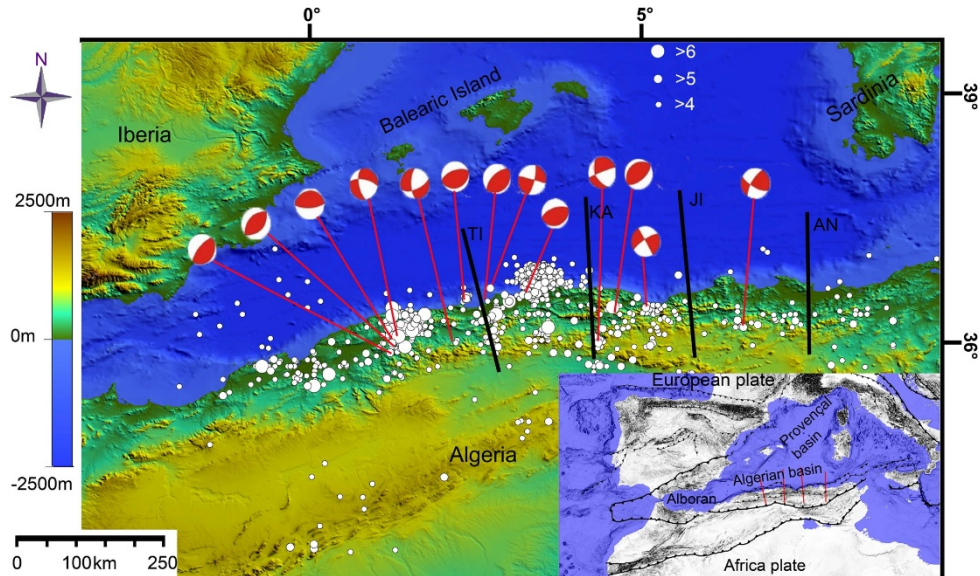 0°
5°
N
>6
>5
>4
39°
Balearic Island
Sardinia
Iberia
2500m
KA
JI
TI
AN
0m
36°
European plate
Provençal
basin
Algeria
Algerian basin
-2500m
Alboran
0
100km
250
Africa plate